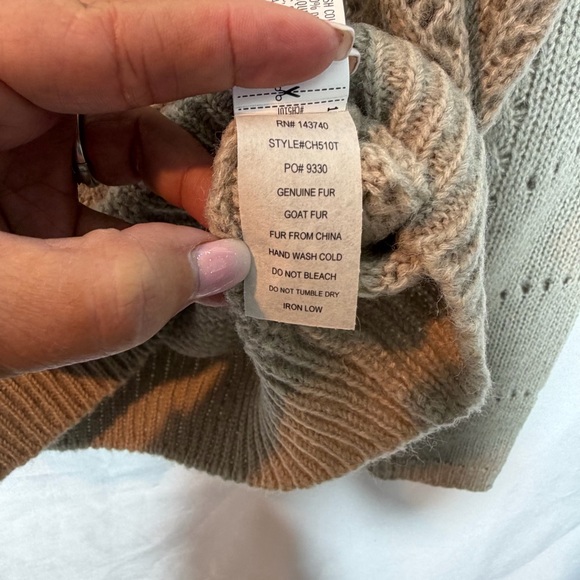 RN# 143740
STYLE#CH510T
PO# 9330
GENUINE FUR
GOAT FUR
FUR FROM CHINA
HAND WASH COLD
DO NOT BLEACH
DO NOT TUMBLE DRY
IRON LOW
#CH510T